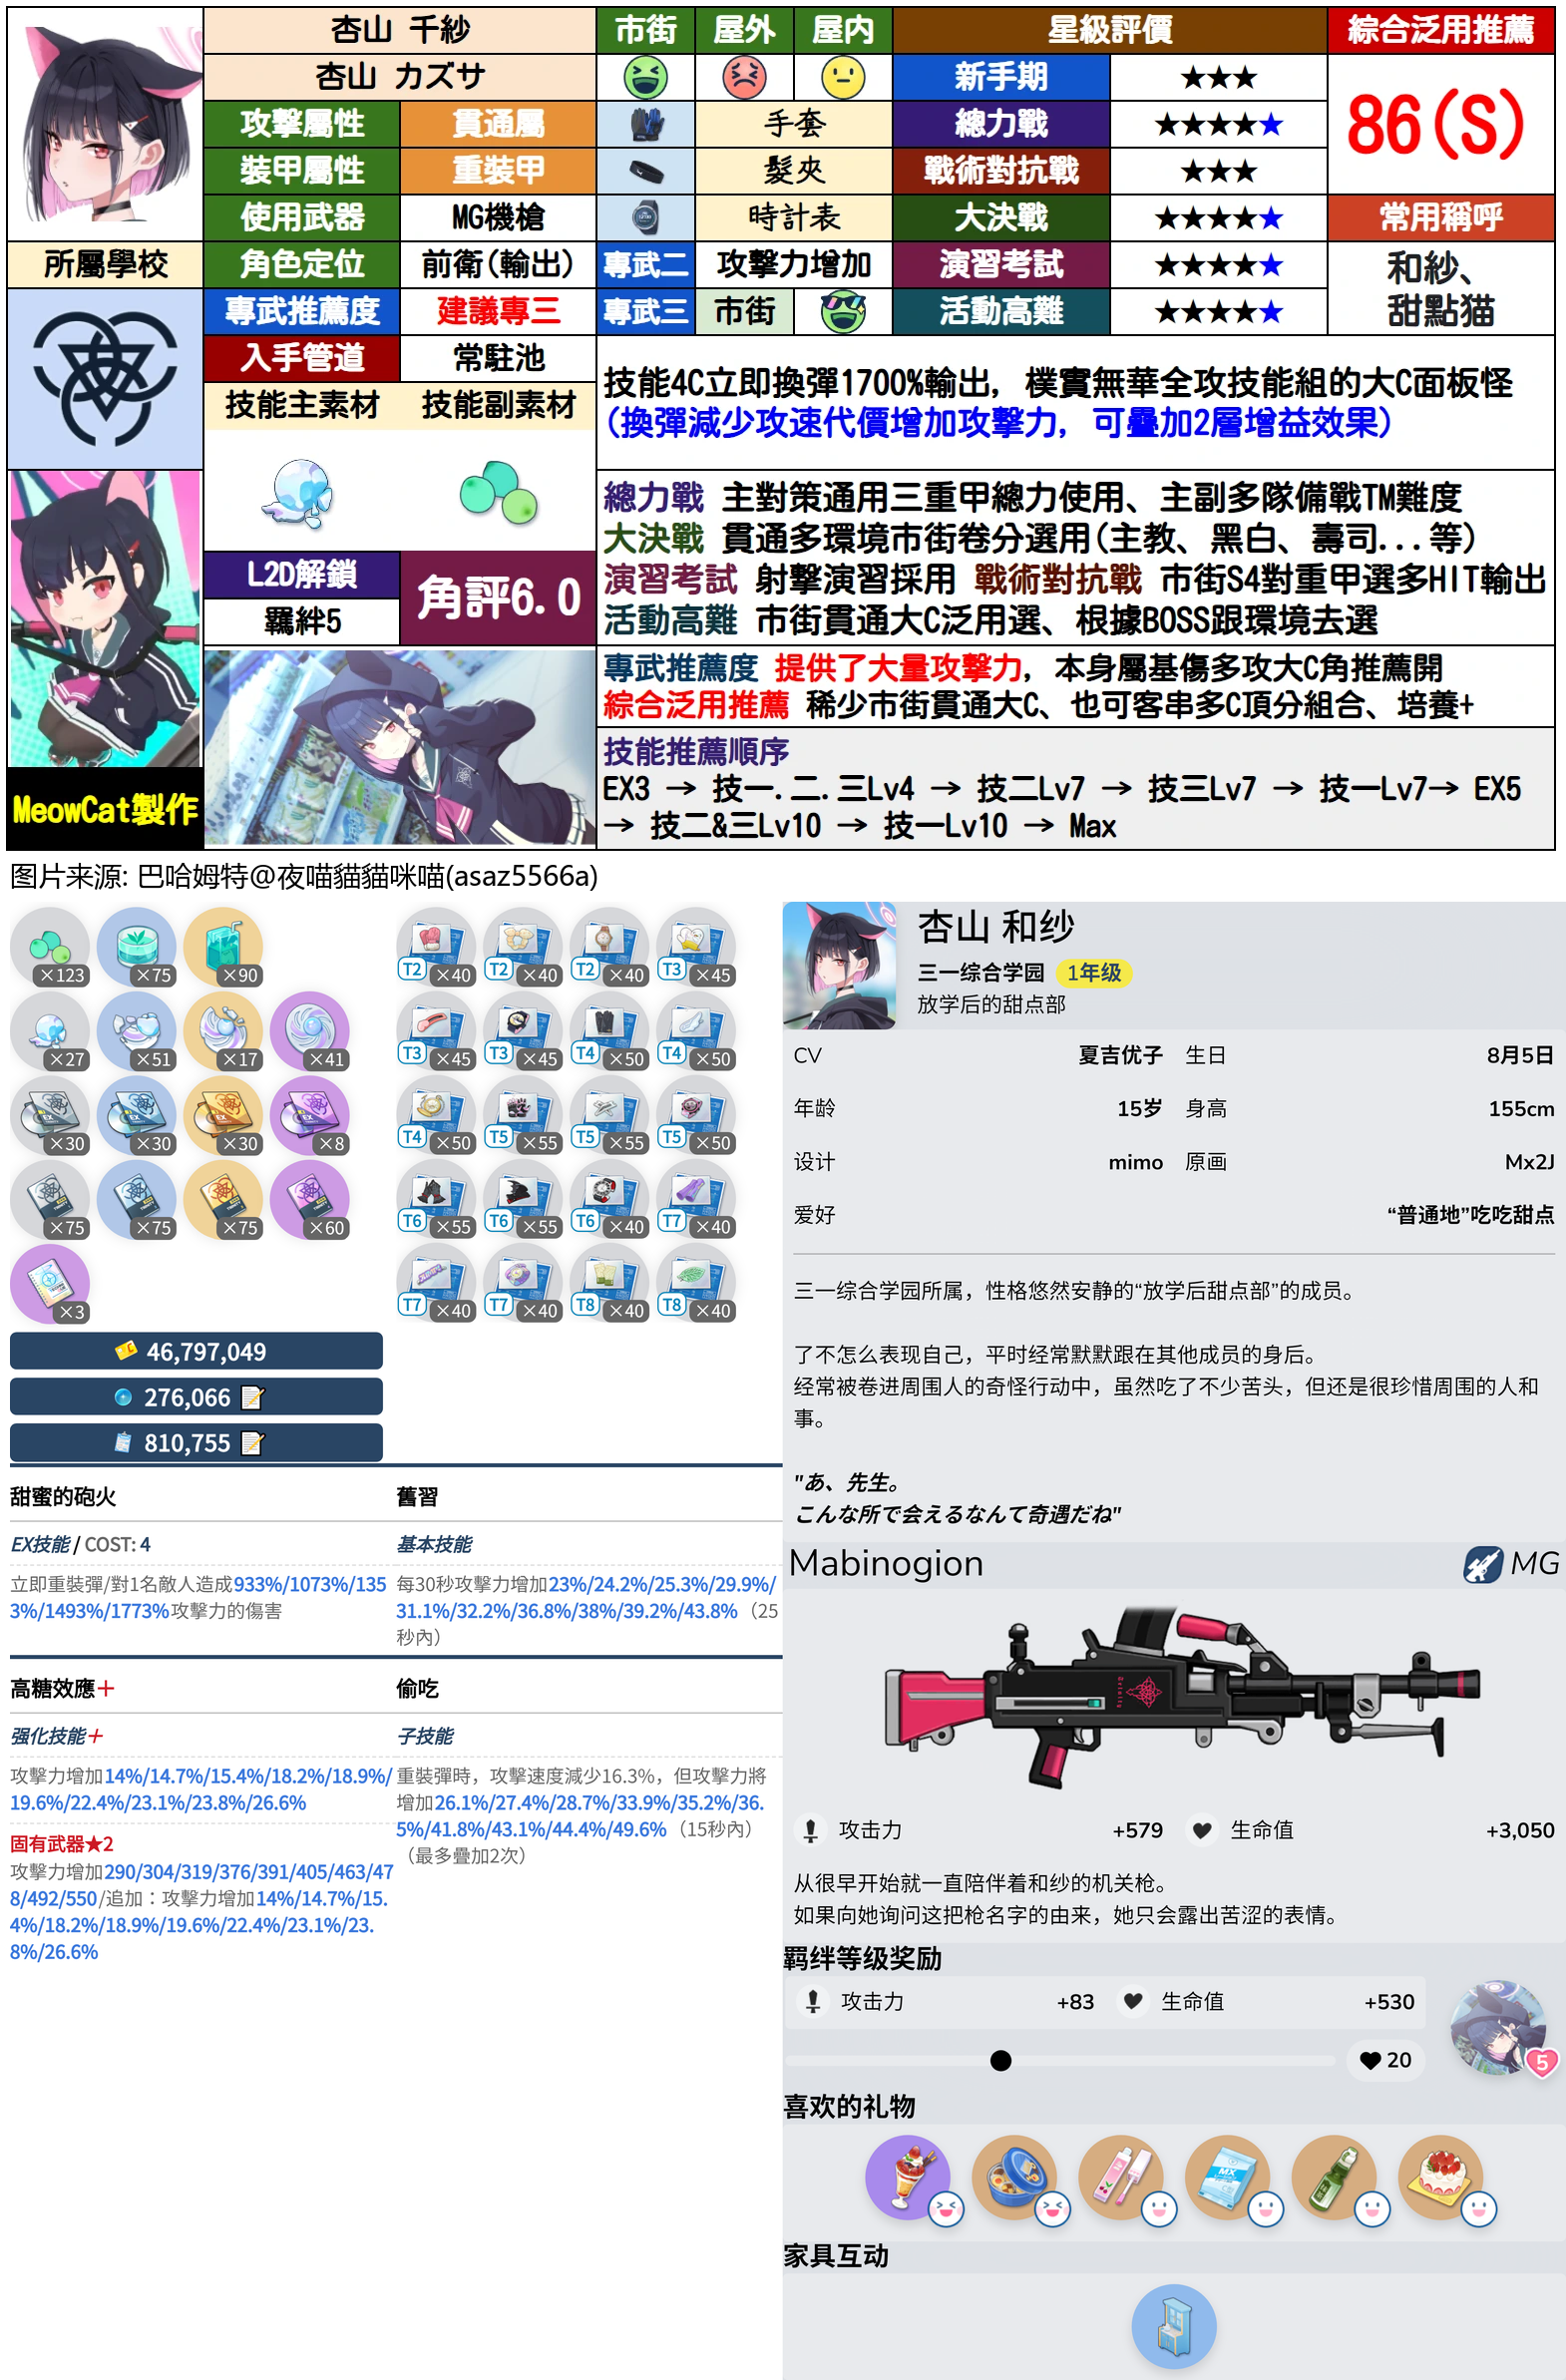 杏山 千紗
市街 屋外 屋内
星級評價
綜合泛用推薦
杏山 カズサ
新手期 ★★★
86(S)
攻擊屬性 貫通屬
手套
總力戰 ★★★★★
裝甲屬性 重裝甲
髮夾
戰術對抗戰 ★★★
使用武器 MG機槍
時計表
大決戰 ★★★★★
常用稱呼
所屬學校
角色定位 前衛(輸出)
專武二 攻擊力增加
演習考試 ★★★★★
和紗、
甜點猫
專武推薦度 建議專三
專武三 市街
活動高難 ★★★★★
入手管道 常駐池
技能主素材 技能副素材
技能4C立即換彈1700%輸出, 樸實無華全攻技能組的大C面板怪
(換彈減少攻速代價增加攻擊力, 可疊加2層增益效果)
總力戰 主對策通用三重甲總力使用、主副多隊備戰TM難度
大決戰 貫通多環境市街卷分選用(主教、黑白、壽司...等)
演習考試 射擊演習採用 戰術對抗戰 市街S4對重甲選多HIT輸出
活動高難 市街貫通大C泛用選、根據BOSS跟環境去選
L2D解鎖
羈絆5
角評6.0
專武推薦度 提供了大量攻擊力, 本身屬基傷多攻大C角推薦開
綜合泛用推薦 稀少市街貫通大C、也可客串多C頂分組合、培養+
技能推薦順序
EX3 → 技一.二.三Lv4 → 技二Lv7 → 技三Lv7 → 技一Lv7→ EX5
→ 技二&三Lv10 → 技一Lv10 → Max
MeowCat製作
图片来源: 巴哈姆特@夜喵貓貓咪喵(asaz5566a)
×123 ×75 ×90
×27 ×51 ×17 ×41
×30 ×30 ×30 ×8
×75 ×75 ×75 ×60
×3
T2 ×40 T2 ×40 T2 ×40 T3 ×45
T3 ×45 T3 ×45 T4 ×50 T4 ×50
T4 ×50 T5 ×55 T5 ×55 T5 ×50
T6 ×55 T6 ×55 T6 ×40 T7 ×40
T7 ×40 T7 ×40 T8 ×40 T8 ×40
46,797,049
276,066
810,755
甜蜜的砲火
EX技能 / COST: 4
立即重裝彈/對1名敵人造成933%/1073%/135
3%/1493%/1773%攻擊力的傷害
舊習
基本技能
每30秒攻擊力增加23%/24.2%/25.3%/29.9%/
31.1%/32.2%/36.8%/38%/39.2%/43.8%（25
秒內）
高糖效應＋
强化技能＋
攻擊力增加14%/14.7%/15.4%/18.2%/18.9%/
19.6%/22.4%/23.1%/23.8%/26.6%
固有武器★2
攻擊力增加290/304/319/376/391/405/463/47
8/492/550/追加：攻擊力增加14%/14.7%/15.
4%/18.2%/18.9%/19.6%/22.4%/23.1%/23.
8%/26.6%
偷吃
子技能
重裝彈時，攻擊速度減少16.3%，但攻擊力將
增加26.1%/27.4%/28.7%/33.9%/35.2%/36.
5%/41.8%/43.1%/44.4%/49.6%（15秒內）
（最多疊加2次）
杏山 和纱
三一综合学园 1年级
放学后的甜点部
CV 夏吉优子 生日 8月5日
年龄 15岁 身高 155cm
设计 mimo 原画 Mx2J
爱好 “普通地”吃吃甜点
三一综合学园所属，性格悠然安静的“放学后甜点部”的成员。
了不怎么表现自己，平时经常默默跟在其他成员的身后。
经常被卷进周围人的奇怪行动中，虽然吃了不少苦头，但还是很珍惜周围的人和
事。
"あ、先生。
こんな所で会えるなんて奇遇だね"
Mabinogion MG
攻击力 +579 生命值 +3,050
从很早开始就一直陪伴着和纱的机关枪。
如果向她询问这把枪名字的由来，她只会露出苦涩的表情。
羁绊等级奖励
攻击力 +83 生命值 +530
20
5
喜欢的礼物
MX
家具互动